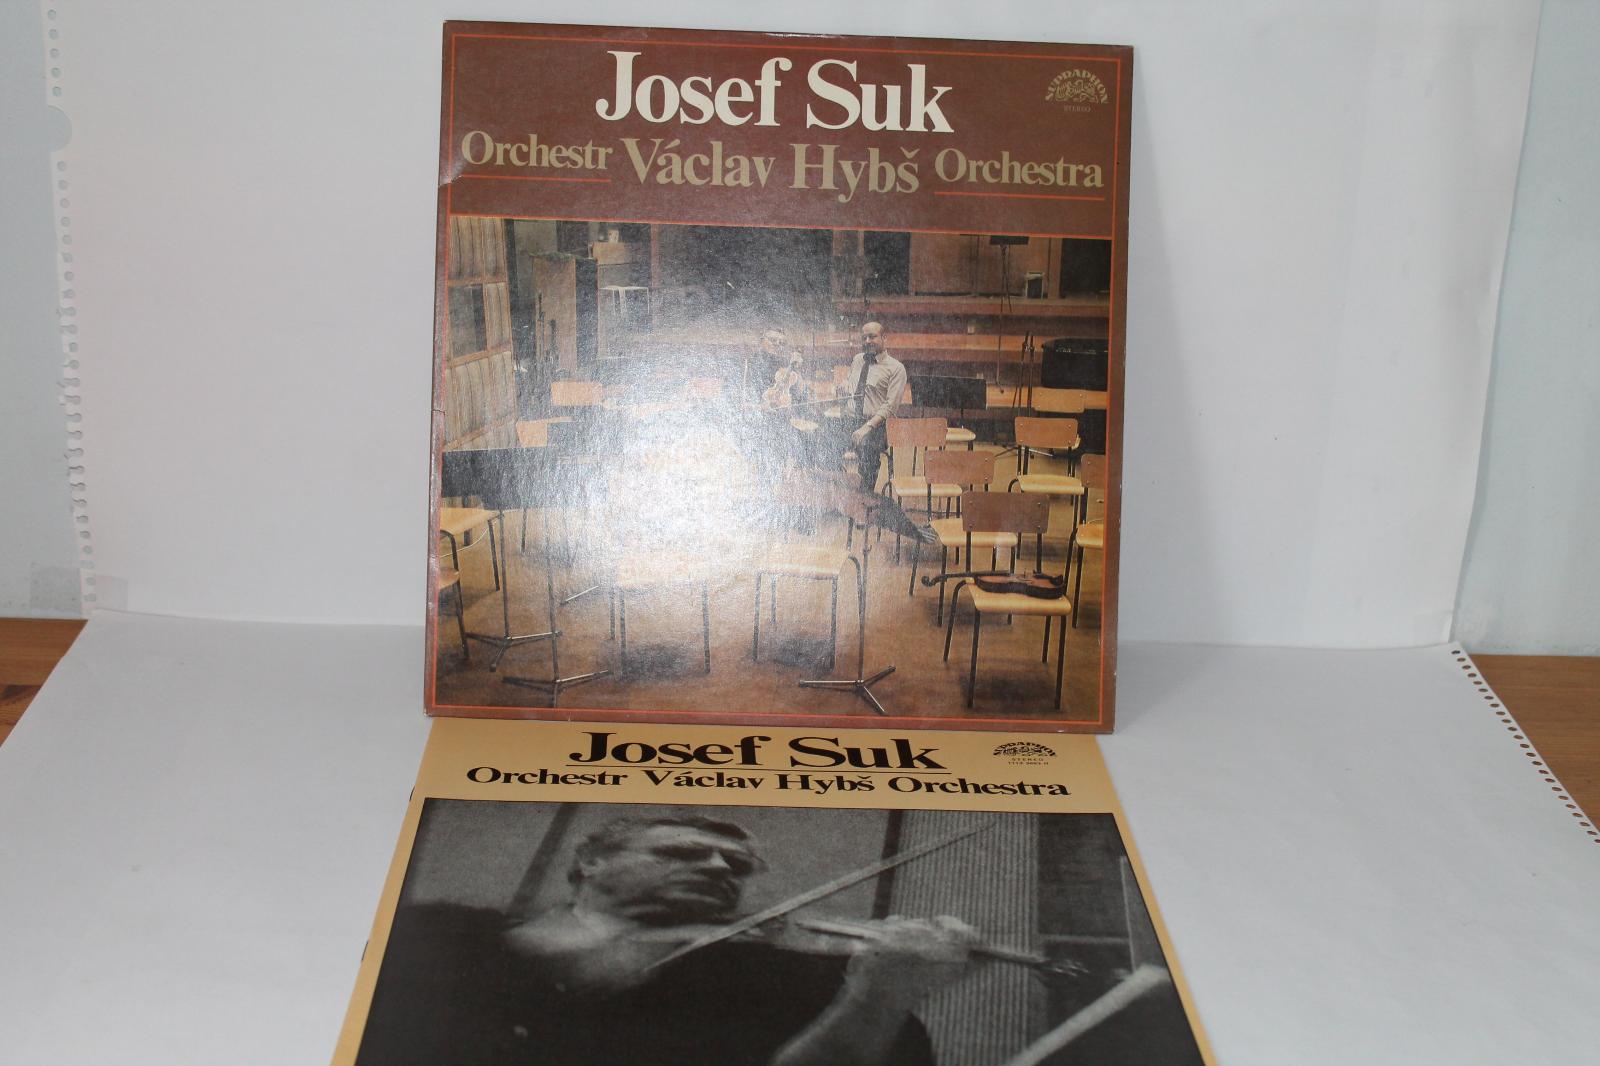 Josef Suk
SUPRAPHON
STEREO
Orchestr Václav Hybš Orchestra
Josef Suk
SUPRAPHON
STEREO
Orchestr Václav Hybš Orchestra